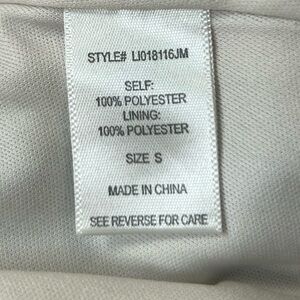 STYLE# LI018116JM
SELF:
100% POLYESTER
LINING:
100% POLYESTER
SIZE S
MADE IN CHINA
SEE REVERSE FOR CARE